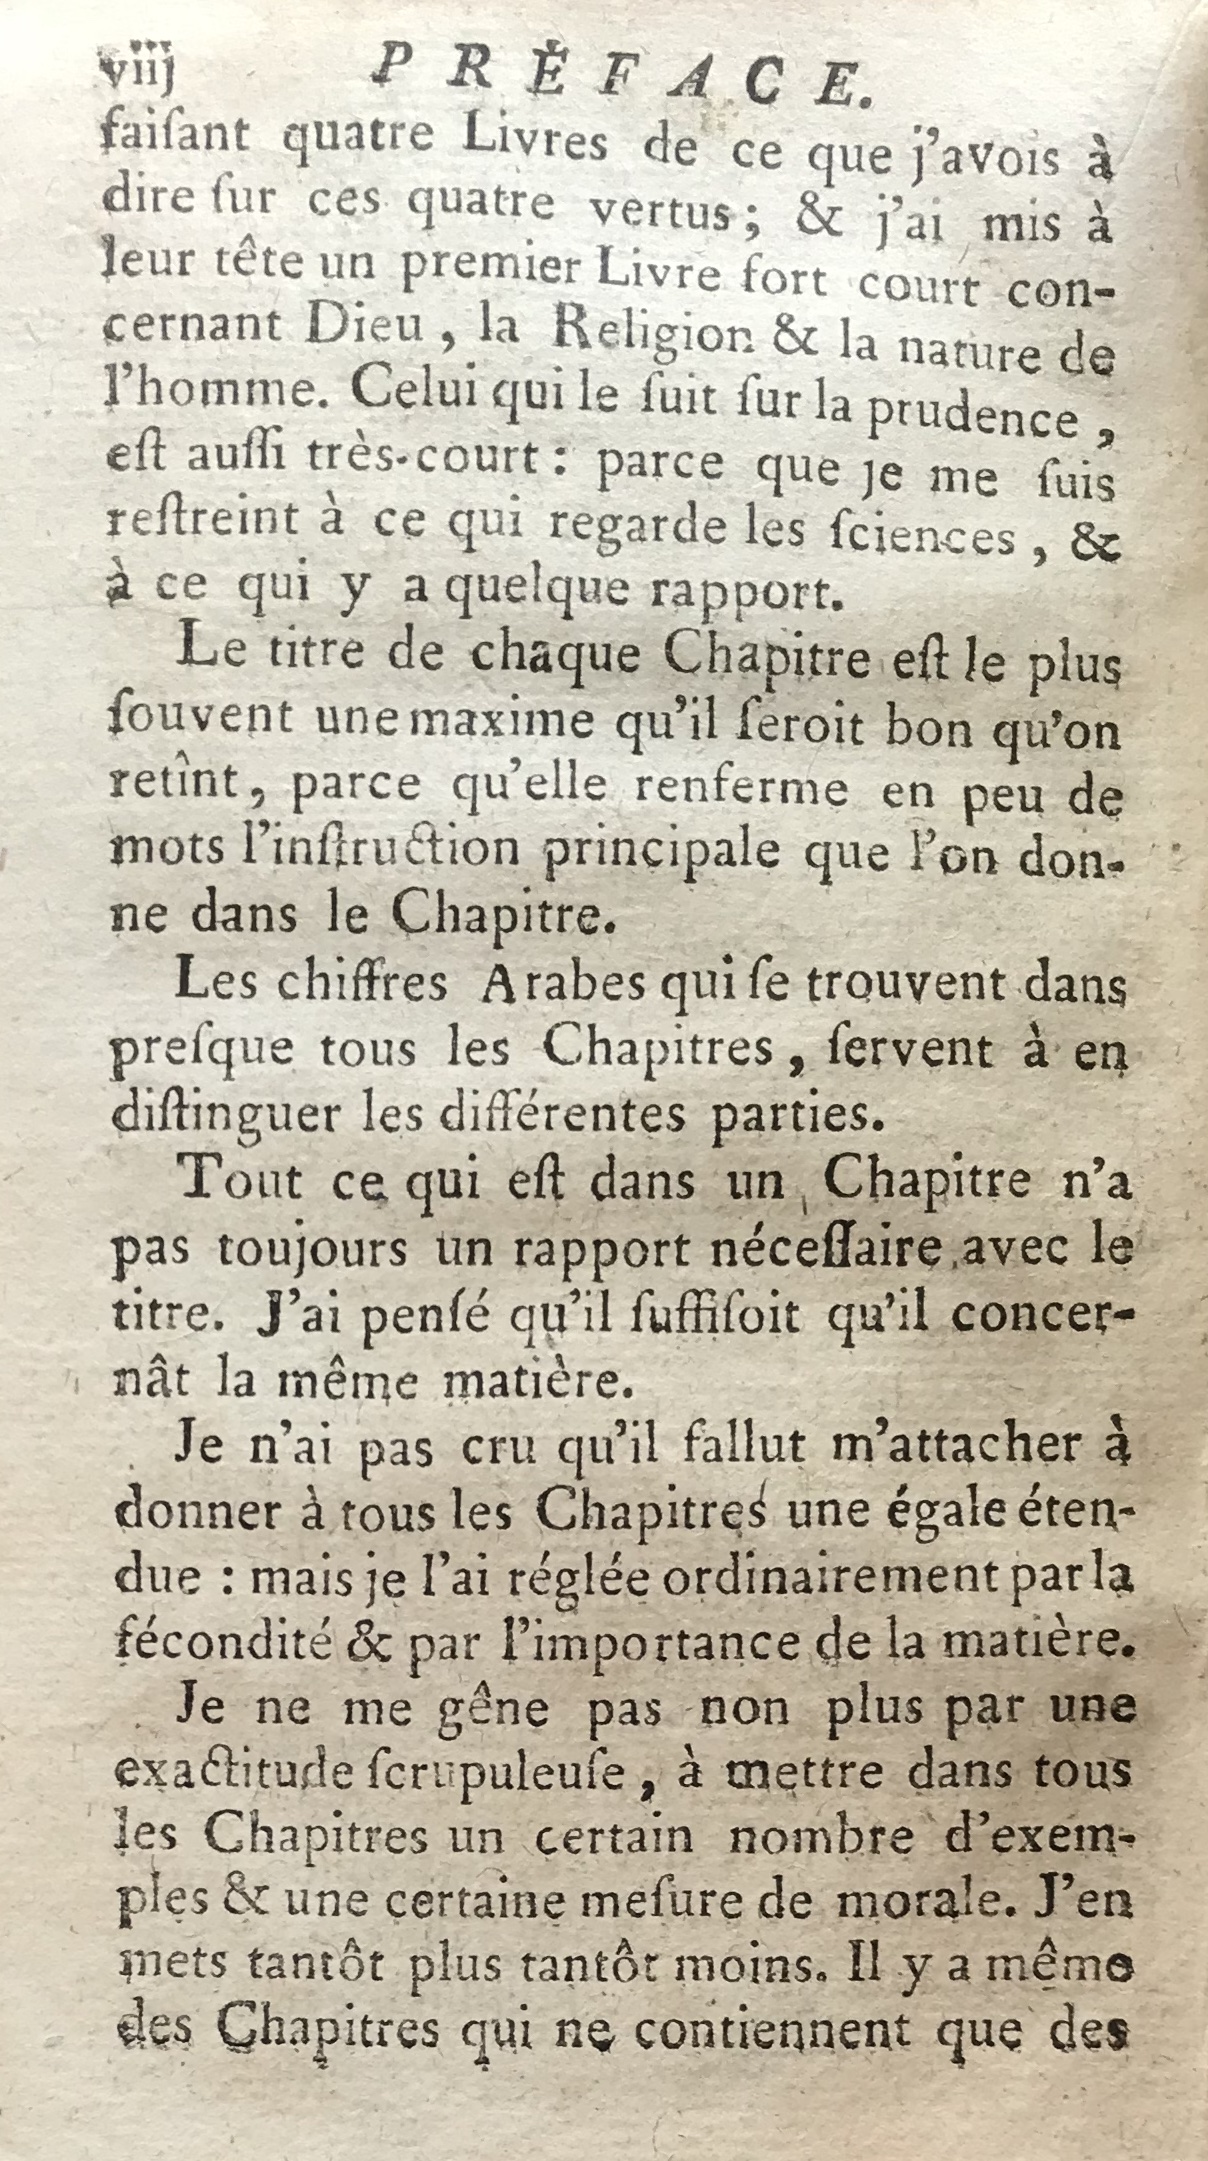 viij PRÉFACE.
faiſant quatre Livres de ce que j'avois à
dire ſur ces quatre vertus ; & j'ai mis à
leur tête un premier Livre fort court con-
cernant Dieu , la Religion & la nature de
l'homme. Celui qui le ſuit ſur la prudence ,
eſt auſſi très-court : parce que je me ſuis
reſtreint à ce qui regarde les ſciences , &
à ce qui y a quelque rapport.
Le titre de chaque Chapitre eſt le plus
ſouvent une maxime qu'il ſeroit bon qu'on
retînt, parce qu'elle renferme en peu de
mots l'inſtruction principale que l'on don-
ne dans le Chapitre.
Les chiffres Arabes qui ſe trouvent dans
preſque tous les Chapitres , ſervent à en
diſtinguer les différentes parties.
Tout ce qui eſt dans un Chapitre n'a
pas toujours un rapport néceſſaire avec le
titre. J'ai penſé qu'il ſuffiſoit qu'il concer-
nât la même matière.
Je n'ai pas cru qu'il fallut m'attacher à
donner à tous les Chapitres une égale éten-
due : mais je l'ai réglée ordinairement par la
fécondité & par l'importance de la matière.
Je ne me gêne pas non plus par une
exactitude ſcrupuleuſe , à mettre dans tous
les Chapitres un certain nombre d'exem-
ples & une certaine meſure de morale. J'en
mets tantôt plus tantôt moins. Il y a même
des Chapitres qui ne contiennent que des